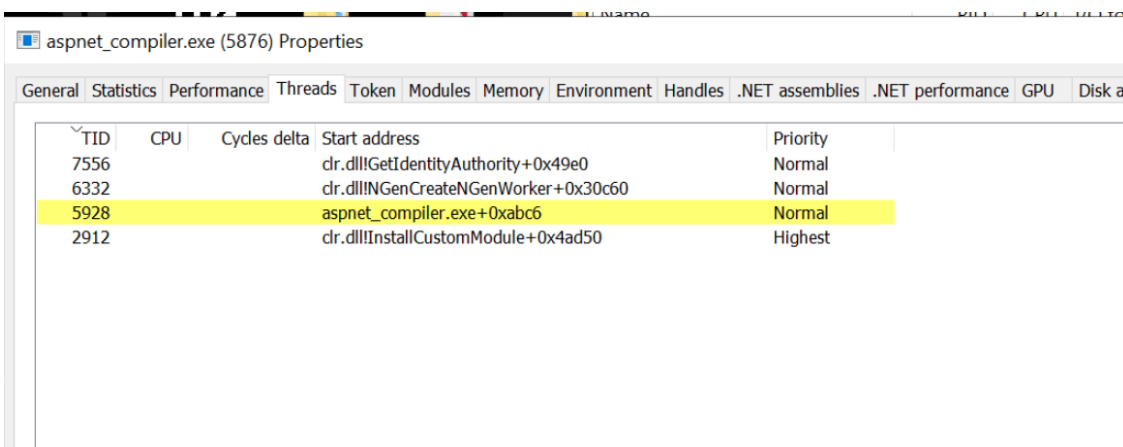 aspnet_compiler.exe (5876) Properties
General Statistics Performance Threads Token Modules Memory Environment Handles .NET assemblies .NET performance GPU Disk a
TID CPU Cycles delta Start address Priority
7556 clr.dll!GetIdentityAuthority+0x49e0 Normal
6332 clr.dll!NGenCreateNGenWorker+0x30c60 Normal
5928 aspnet_compiler.exe+0xabc6 Normal
2912 clr.dll!InstallCustomModule+0x4ad50 Highest